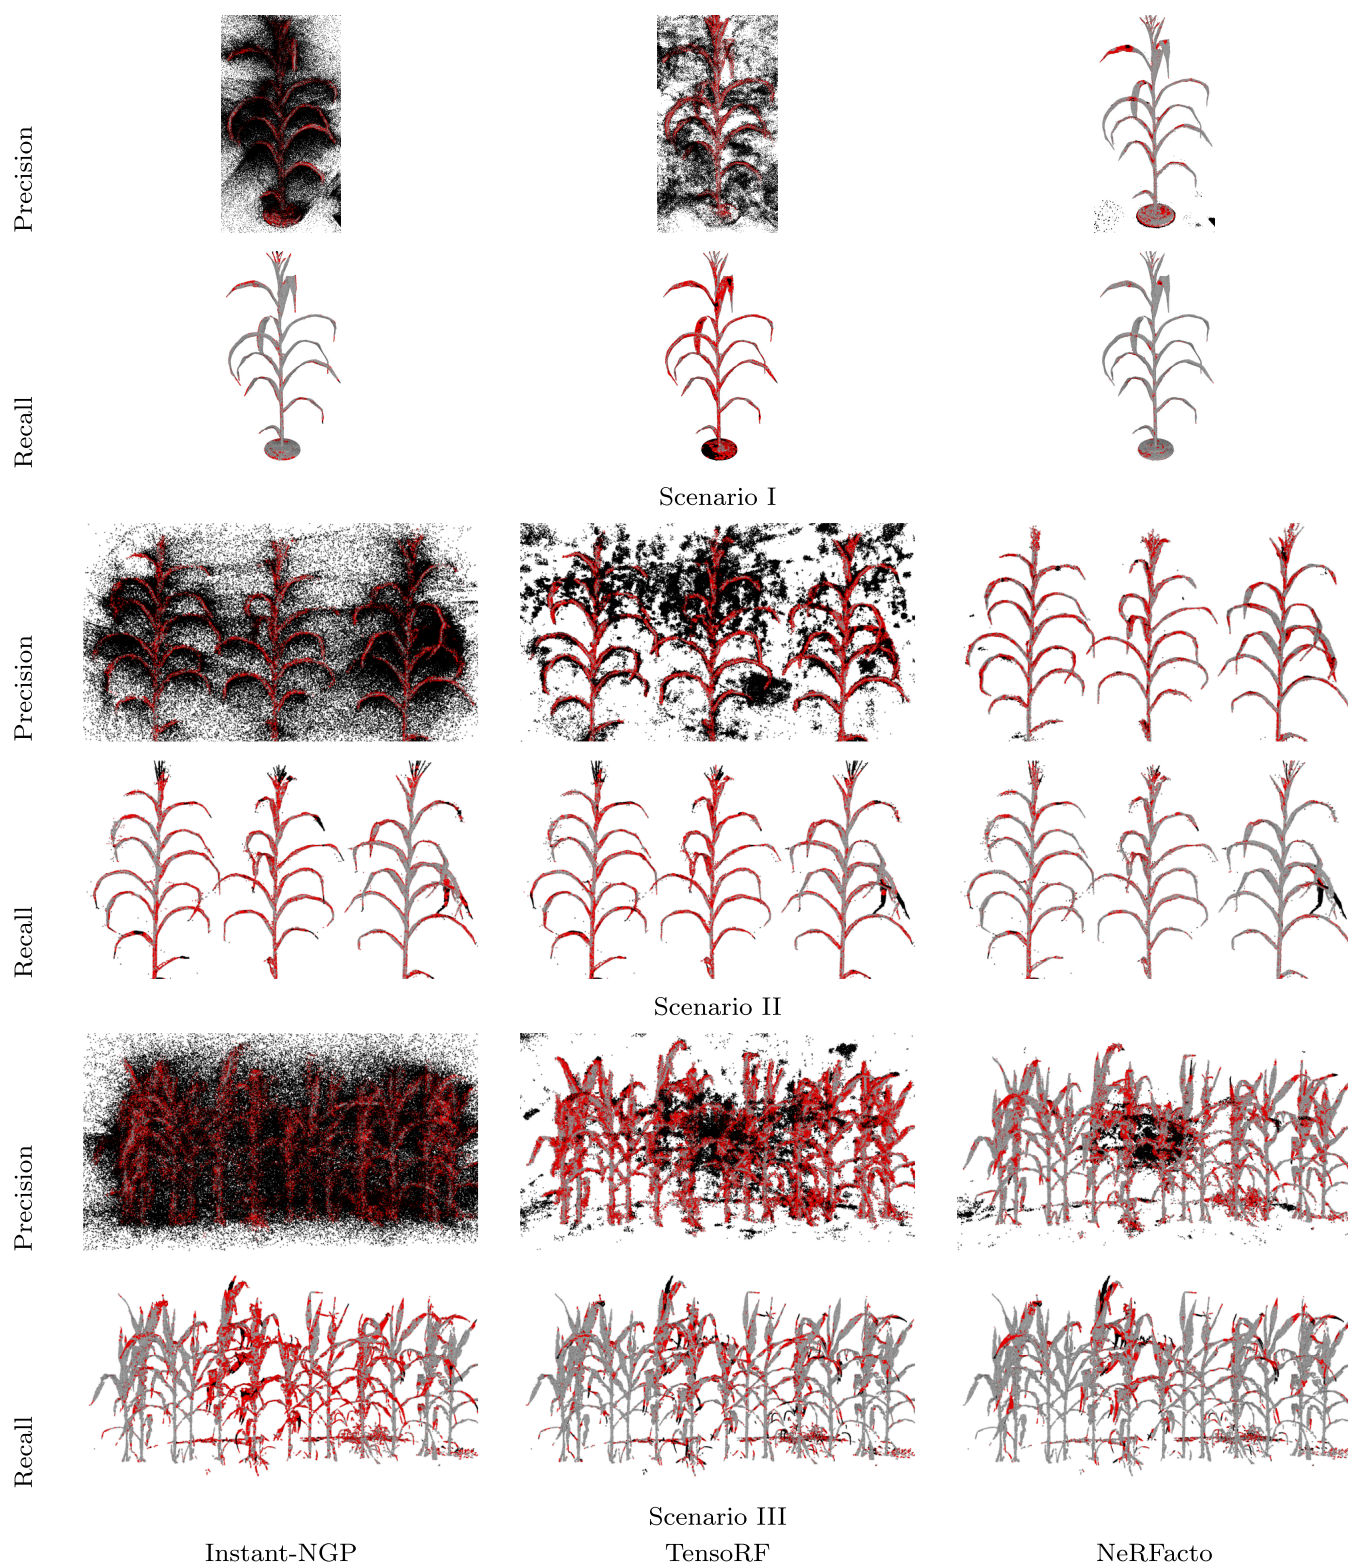 Precision
Recall
Scenario I
Precision
Recall
Scenario II
Precision
Recall
Scenario III
Instant-NGP TensoRF NeRFacto